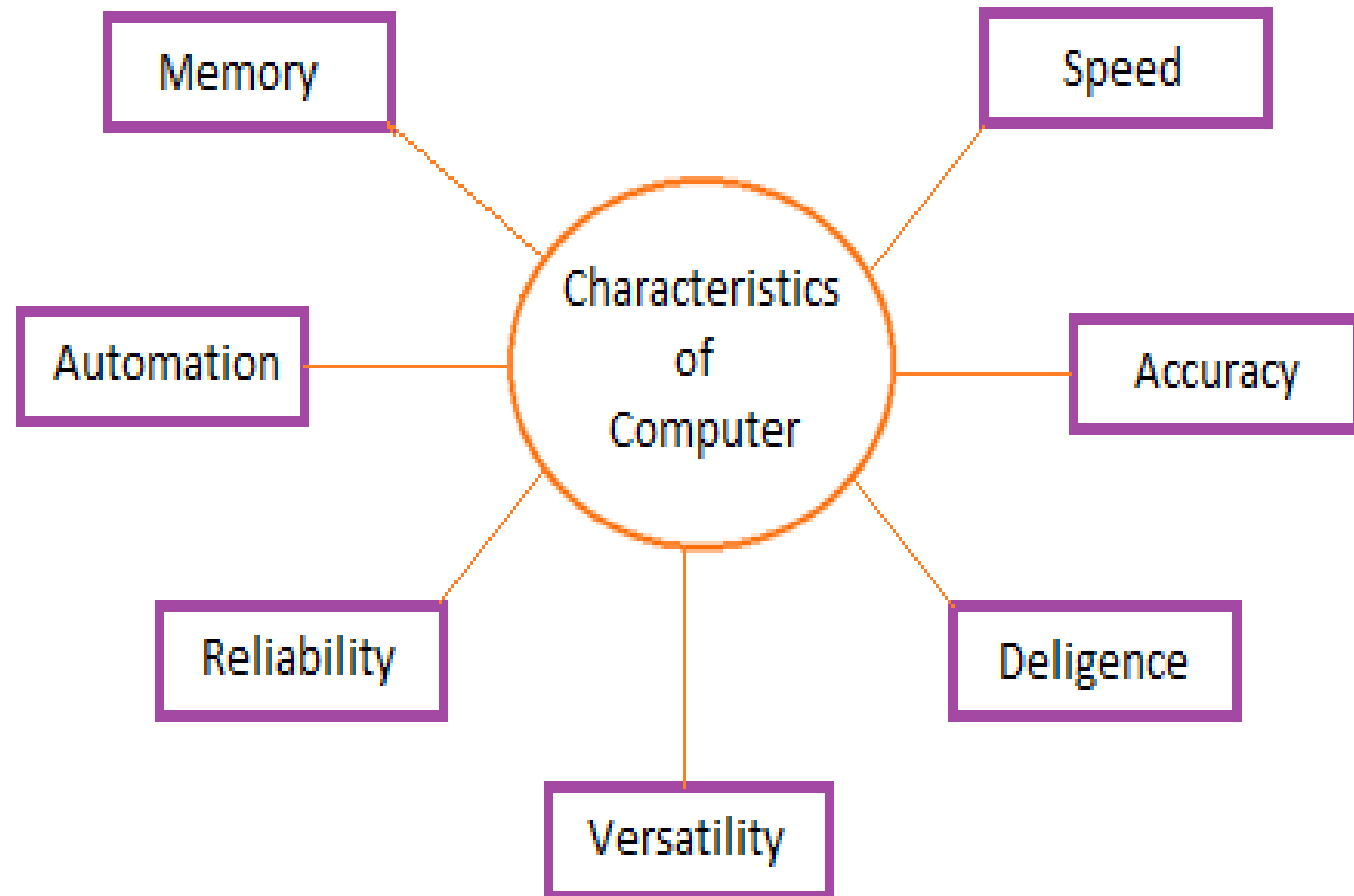 Memory
Speed
Characteristics
of
Computer
Automation
Accuracy
Reliability
Deligence
Versatility